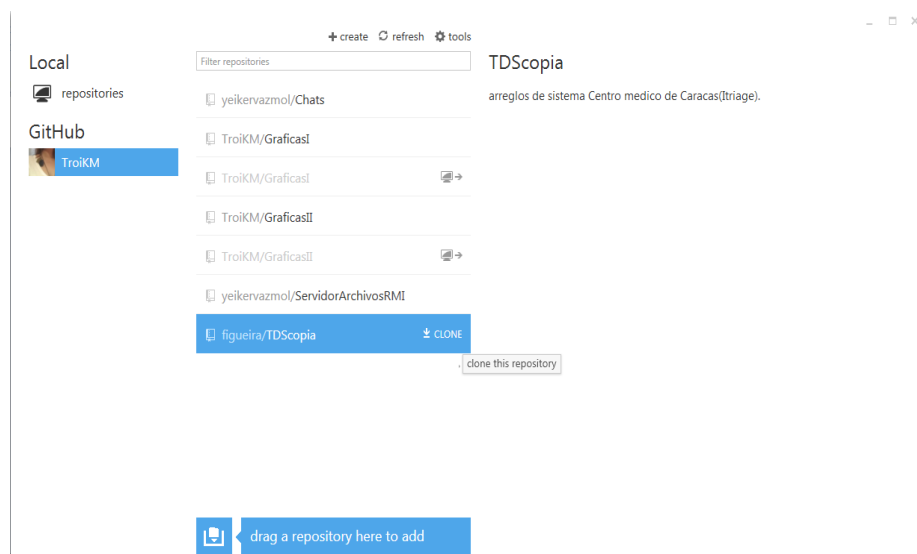 + create refresh tools
Local
repositories
GitHub
TroiKM
Filter repositories
yeikervazmol/Chats
TroiKM/GraficasI
TroiKM/GraficasI
TroiKM/GraficasII
TroiKM/GraficasII
yeikervazmol/ServidorArchivosRMI
figueira/TDScopia CLONE
clone this repository
drag a repository here to add
TDScopia
arreglos de sistema Centro medico de Caracas(Itriage).